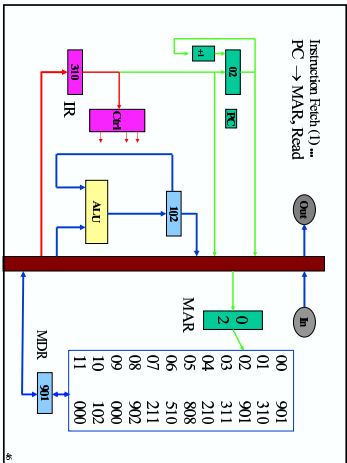 Instruction Fetch (1) ...
PC → MAR, Read
Out
In
+1
02
PC
MAR
0 2
00 901
01 310
02 901
03 311
04 210
05 808
06 510
07 211
08 902
09 000
10 102
11 000
102
ALU
Ctrl
310
IR
MDR
901